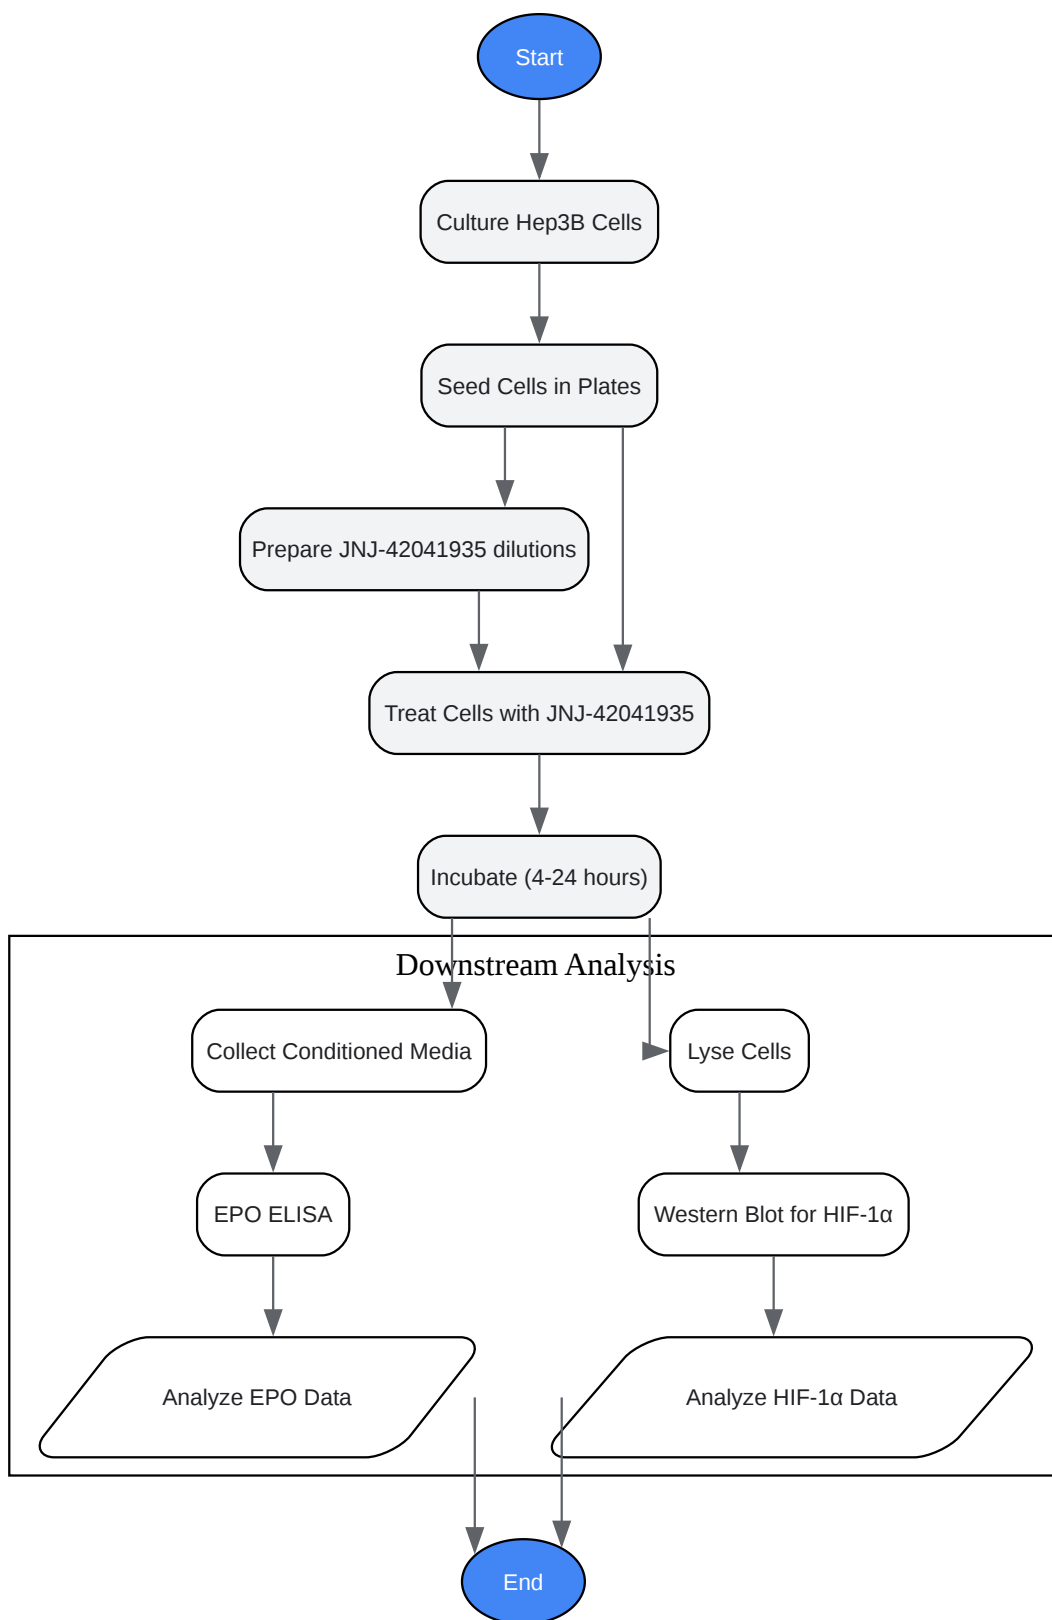 Start
Culture Hep3B Cells
Seed Cells in Plates
Prepare JNJ-42041935 dilutions
Treat Cells with JNJ-42041935
Incubate (4-24 hours)
Downstream Analysis
Collect Conditioned Media
Lyse Cells
EPO ELISA
Western Blot for HIF-1α
Analyze EPO Data
Analyze HIF-1α Data
End